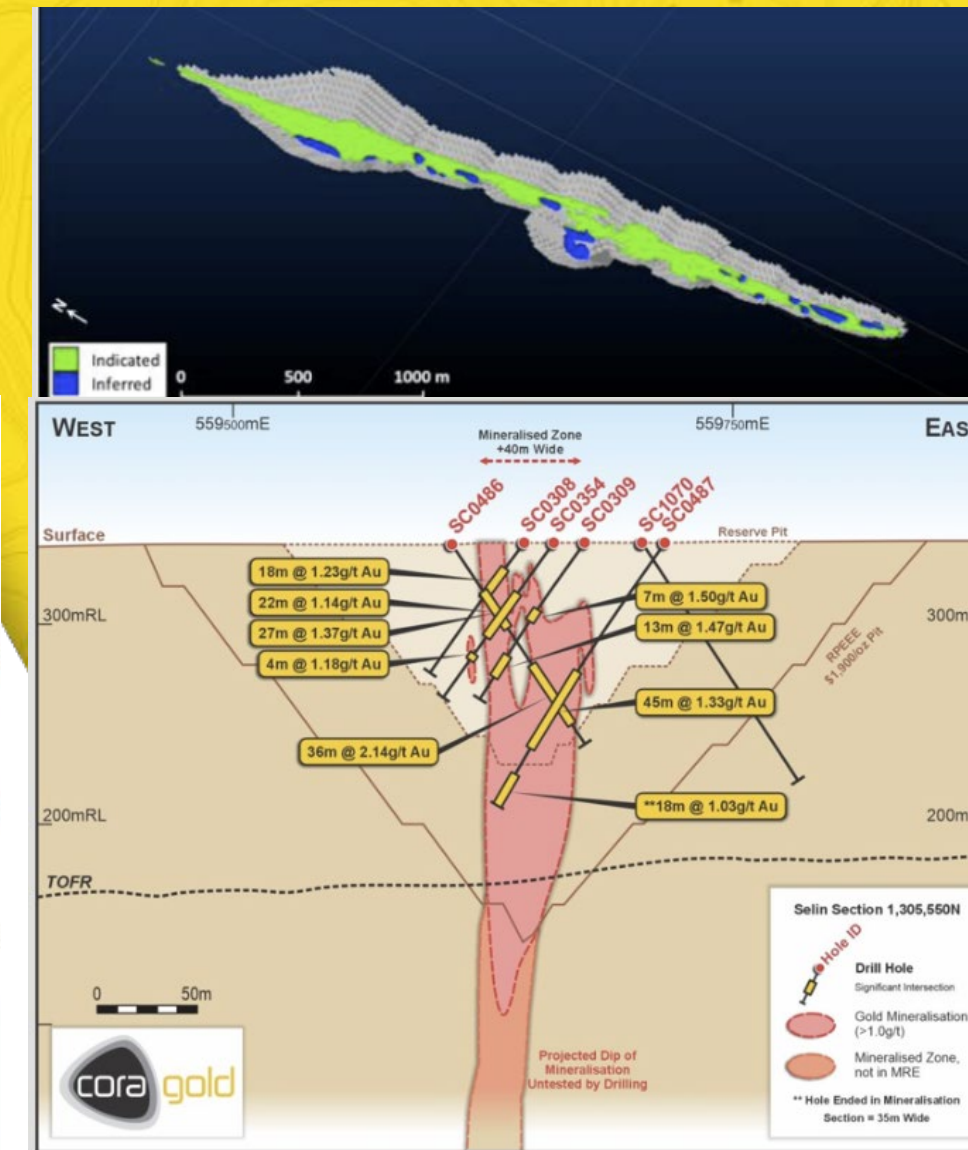 N
Indicated
Inferred
0 500 1000 m
WEST
559500mE
559750mE
EAS
Mineralised Zone
+40m Wide
SC0486
SC0308
SC0354
SC0309
SC1070
SC0487
Surface
Reserve Pit
18m @ 1.23g/t Au
22m @ 1.14g/t Au
27m @ 1.37g/t Au
4m @ 1.18g/t Au
7m @ 1.50g/t Au
13m @ 1.47g/t Au
45m @ 1.33g/t Au
36m @ 2.14g/t Au
**18m @ 1.03g/t Au
300mRL
300m
RPEEE
$1,900/oz Pit
200mRL
200m
TOFR
0 50m
cora gold
Projected Dip of
Mineralisation
Untested by Drilling
Selin Section 1,305,550N
Hole ID
Drill Hole
Significant Intersection
Gold Mineralisation
(>1.0g/t)
Mineralised Zone,
not in MRE
** Hole Ended in Mineralisation
Section = 35m Wide